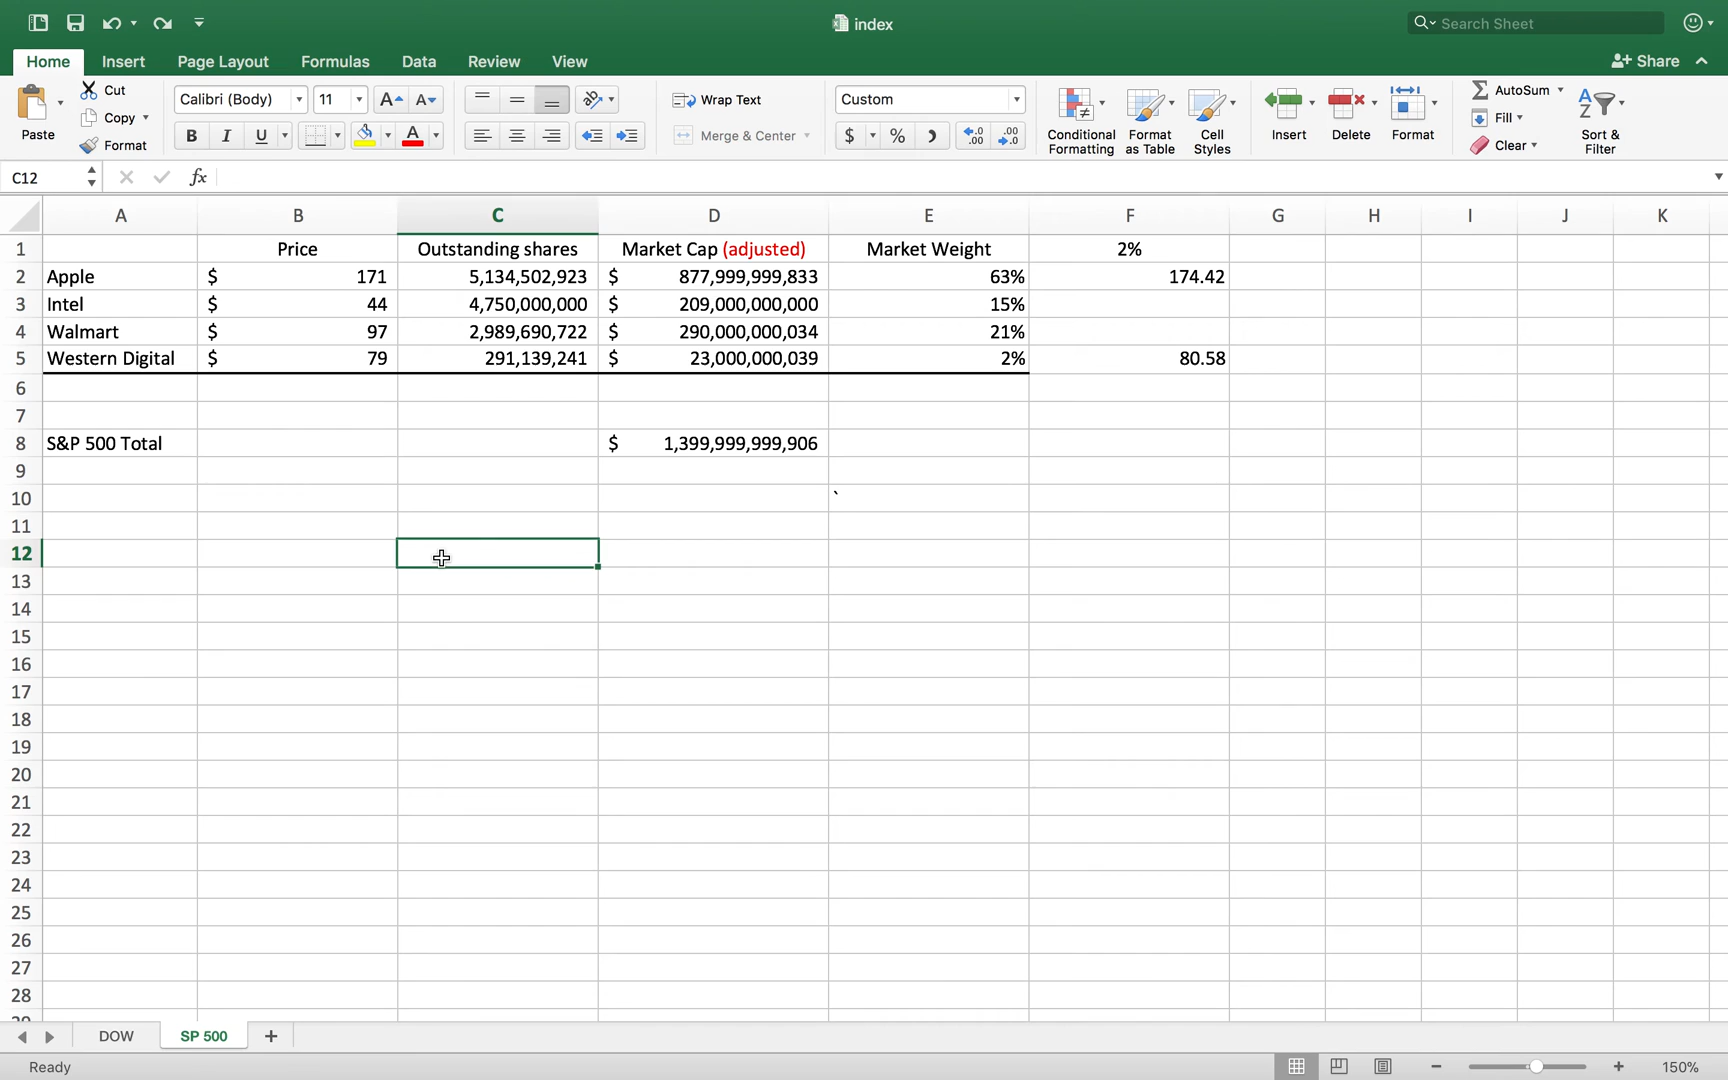 index
Search Sheet
Home Insert Page Layout Formulas Data Review View Share
Paste Cut Copy Format
Calibri (Body) 11 A A
B I U A
Wrap Text
Merge & Center
Custom
$ % .0 .00 .00 .0
Conditional Formatting
Format as Table
Cell Styles
Insert Delete Format
AutoSum
Fill
Clear
A Z Sort & Filter
C12 fx
A B C D E F G H I J K
1 Price Outstanding shares Market Cap (adjusted) Market Weight 2%
2 Apple $ 171 5,134,502,923 $ 877,999,999,833 63% 174.42
3 Intel $ 44 4,750,000,000 $ 209,000,000,000 15%
4 Walmart $ 97 2,989,690,722 $ 290,000,000,034 21%
5 Western Digital $ 79 291,139,241 $ 23,000,000,039 2% 80.58
6
7
8 S&P 500 Total $ 1,399,999,999,906
9
10 `
11
12
13
14
15
16
17
18
19
20
21
22
23
24
25
26
27
28
29
DOW SP 500 +
Ready 150%